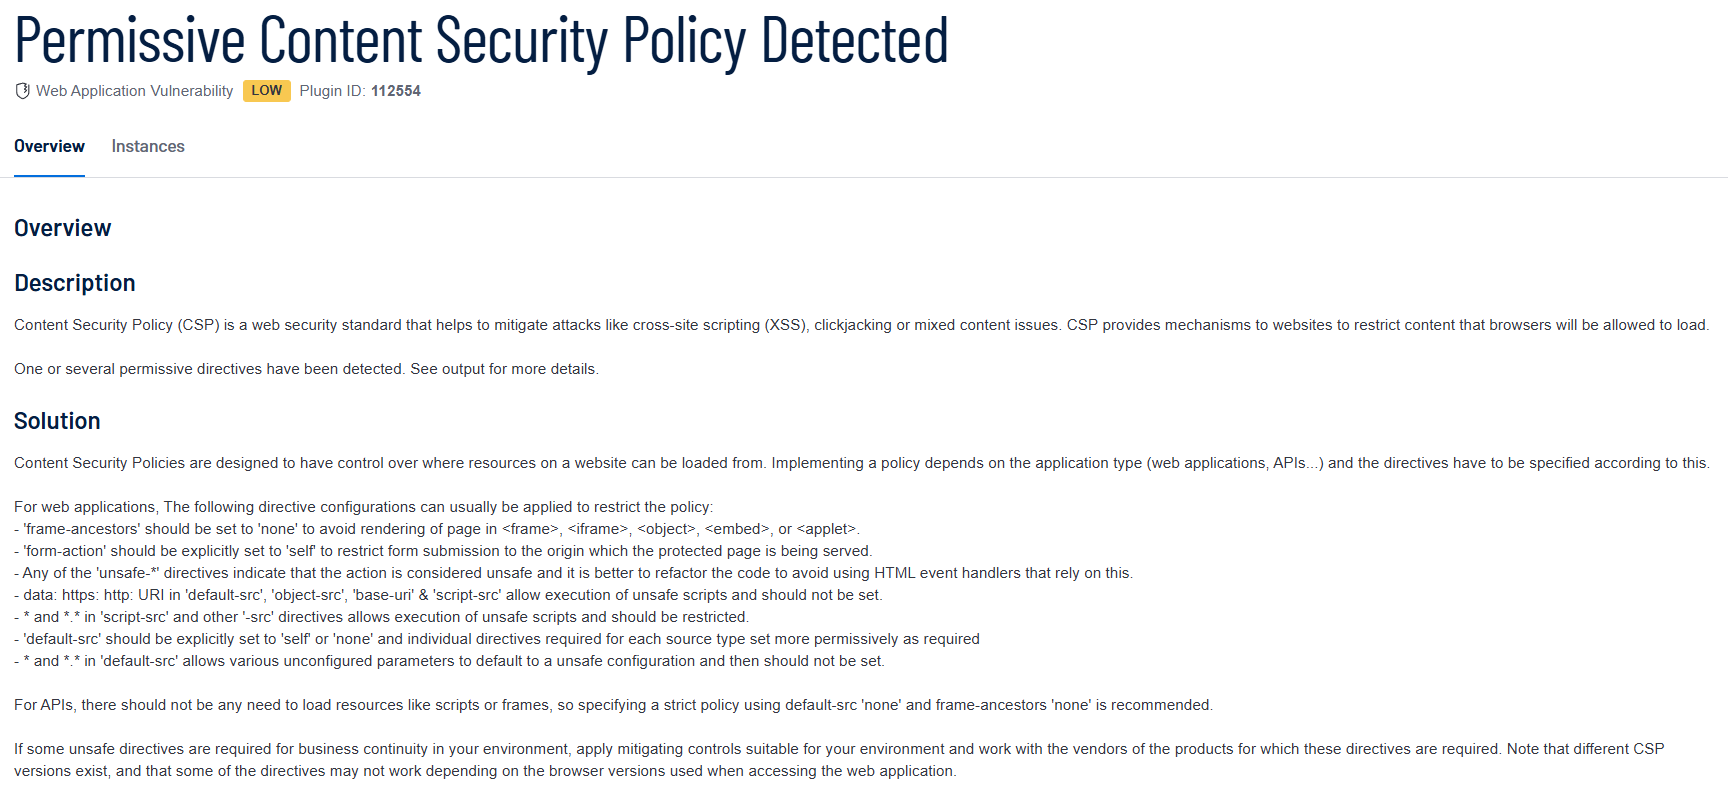 Permissive Content Security Policy Detected
Web Application Vulnerability LOW Plugin ID: 112554
Overview Instances
Overview
Description
Content Security Policy (CSP) is a web security standard that helps to mitigate attacks like cross-site scripting (XSS), clickjacking or mixed content issues. CSP provides mechanisms to websites to restrict content that browsers will be allowed to load.
One or several permissive directives have been detected. See output for more details.
Solution
Content Security Policies are designed to have control over where resources on a website can be loaded from. Implementing a policy depends on the application type (web applications, APIs...) and the directives have to be specified according to this.
For web applications, The following directive configurations can usually be applied to restrict the policy:
- 'frame-ancestors' should be set to 'none' to avoid rendering of page in <frame>, <iframe>, <object>, <embed>, or <applet>.
- 'form-action' should be explicitly set to 'self' to restrict form submission to the origin which the protected page is being served.
- Any of the 'unsafe-*' directives indicate that the action is considered unsafe and it is better to refactor the code to avoid using HTML event handlers that rely on this.
- data: https: http: URI in 'default-src', 'object-src', 'base-uri' & 'script-src' allow execution of unsafe scripts and should not be set.
- * and *.* in 'script-src' and other '-src' directives allows execution of unsafe scripts and should be restricted.
- 'default-src' should be explicitly set to 'self' or 'none' and individual directives required for each source type set more permissively as required
- * and *.* in 'default-src' allows various unconfigured parameters to default to a unsafe configuration and then should not be set.
For APIs, there should not be any need to load resources like scripts or frames, so specifying a strict policy using default-src 'none' and frame-ancestors 'none' is recommended.
If some unsafe directives are required for business continuity in your environment, apply mitigating controls suitable for your environment and work with the vendors of the products for which these directives are required. Note that different CSP
versions exist, and that some of the directives may not work depending on the browser versions used when accessing the web application.